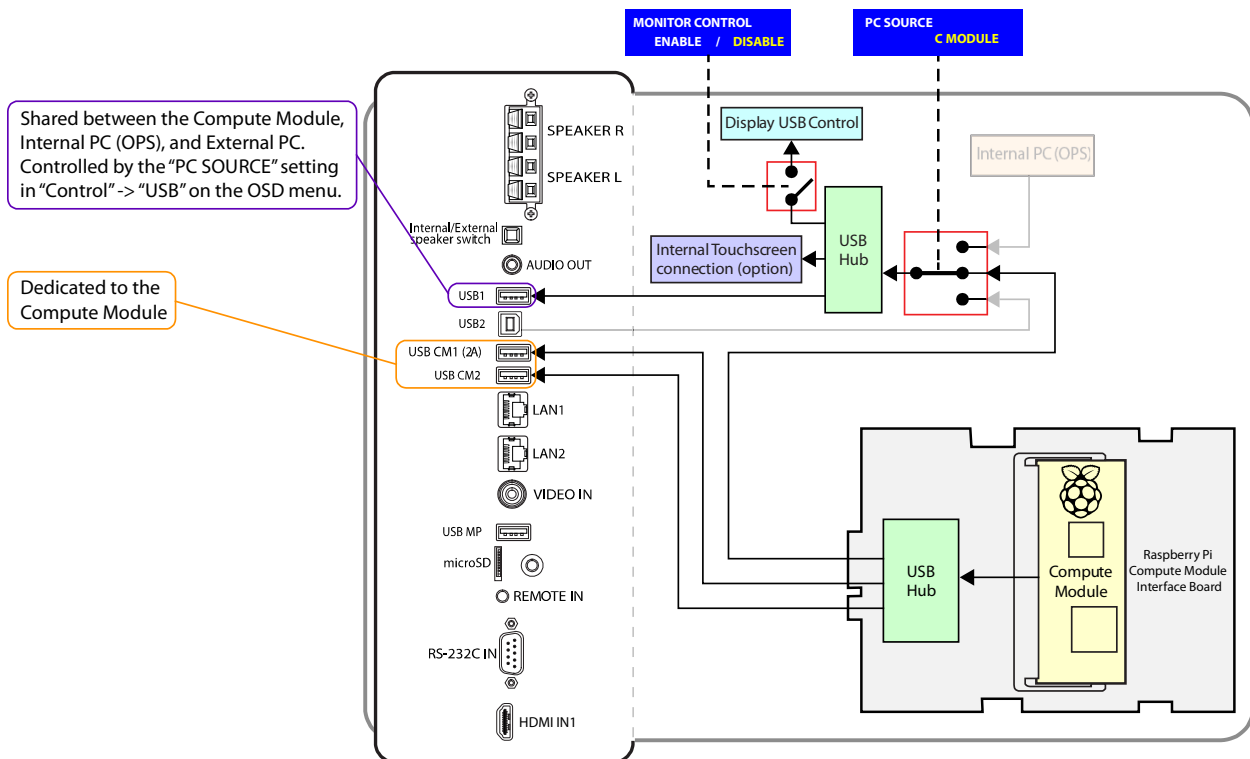 MONITOR CONTROL
ENABLE / DISABLE
PC SOURCE
C MODULE
Shared between the Compute Module,
Internal PC (OPS), and External PC.
Controlled by the “PC SOURCE” setting
in “Control” -> “USB” on the OSD menu.
Dedicated to the
Compute Module
SPEAKER R
SPEAKER L
Internal/External
speaker switch
AUDIO OUT
USB1
USB2
USB CM1 (2A)
USB CM2
LAN1
LAN2
VIDEO IN
USB MP
microSD
REMOTE IN
RS-232C IN
HDMI IN1
Display USB Control
Internal PC (OPS)
USB
Hub
Internal Touchscreen
connection (option)
USB
Hub
Compute
Module
Raspberry Pi
Compute Module
Interface Board